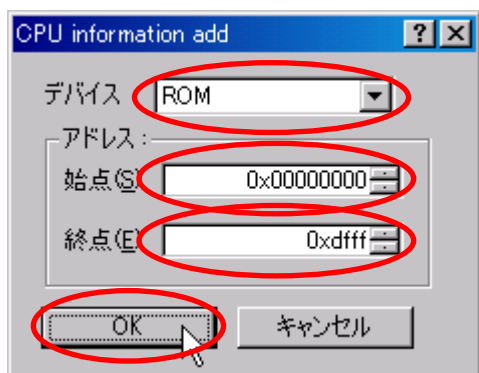 CPU information add
デバイス ROM
アドレス:
始点(S) 0x00000000
終点(E) 0xdfff
OK キャンセル